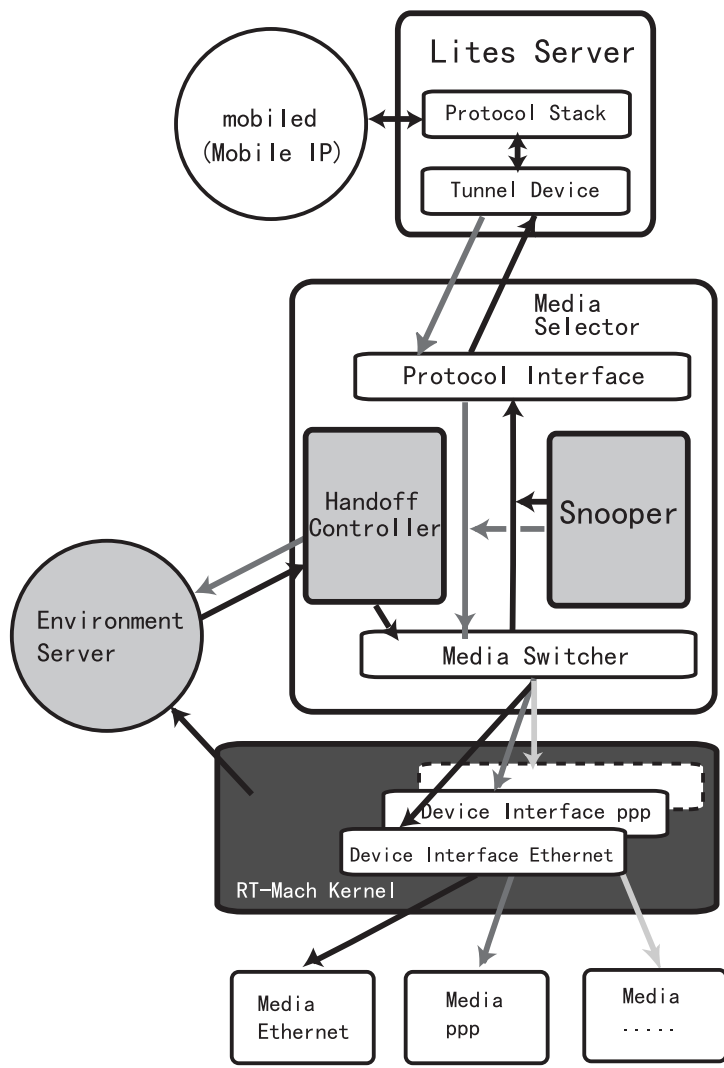 Lites Server
mobiled
(Mobile IP)
Protocol Stack
Tunnel Device
Media
Selector
Protocol Interface
Handoff
Controller
Snooper
Environment
Server
Media Switcher
Device Interface ppp
Device Interface Ethernet
RT-Mach Kernel
Media
Ethernet
Media
ppp
Media
.....